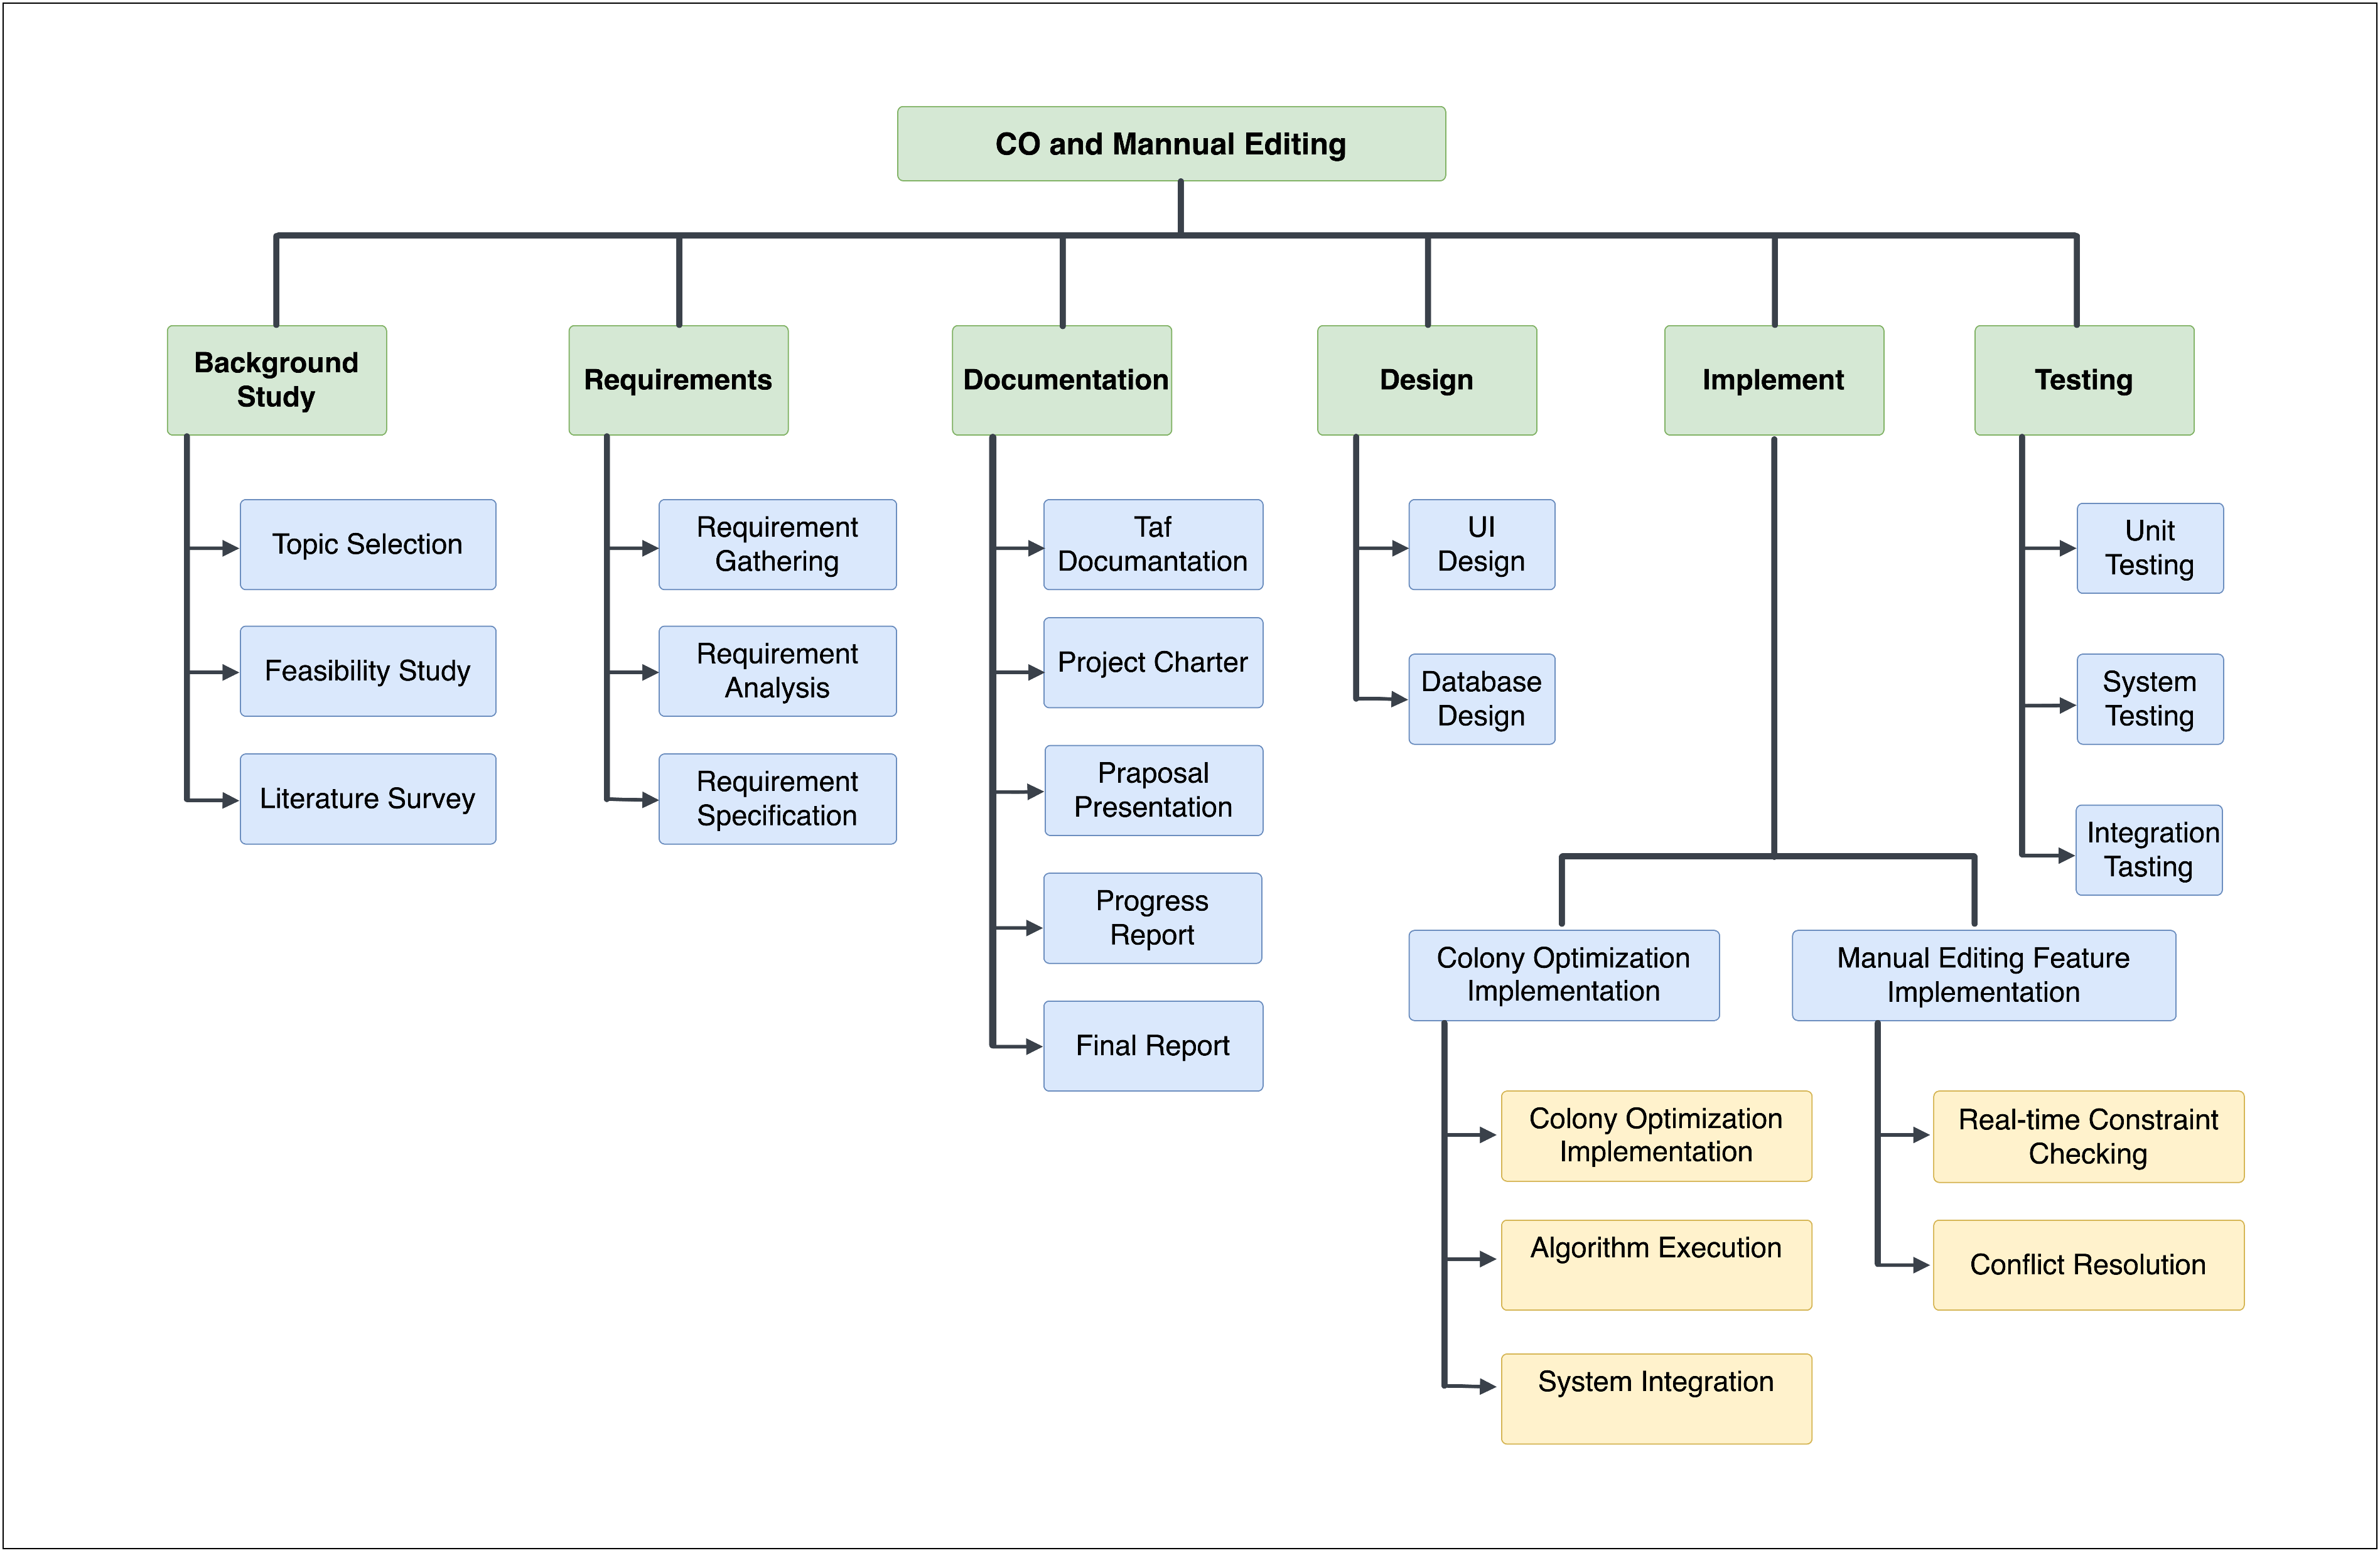 CO and Mannual Editing
Background
Study
Requirements
Documentation
Design
Implement
Testing
Topic Selection
Feasibility Study
Literature Survey
Requirement
Gathering
Requirement
Analysis
Requirement
Specification
Taf
Documantation
Project Charter
Praposal
Presentation
Progress
Report
Final Report
UI
Design
Database
Design
Colony Optimization
Implementation
Colony Optimization
Implementation
Algorithm Execution
System Integration
Manual Editing Feature
Implementation
Real-time Constraint
Checking
Conflict Resolution
Unit
Testing
System
Testing
Integration
Tasting